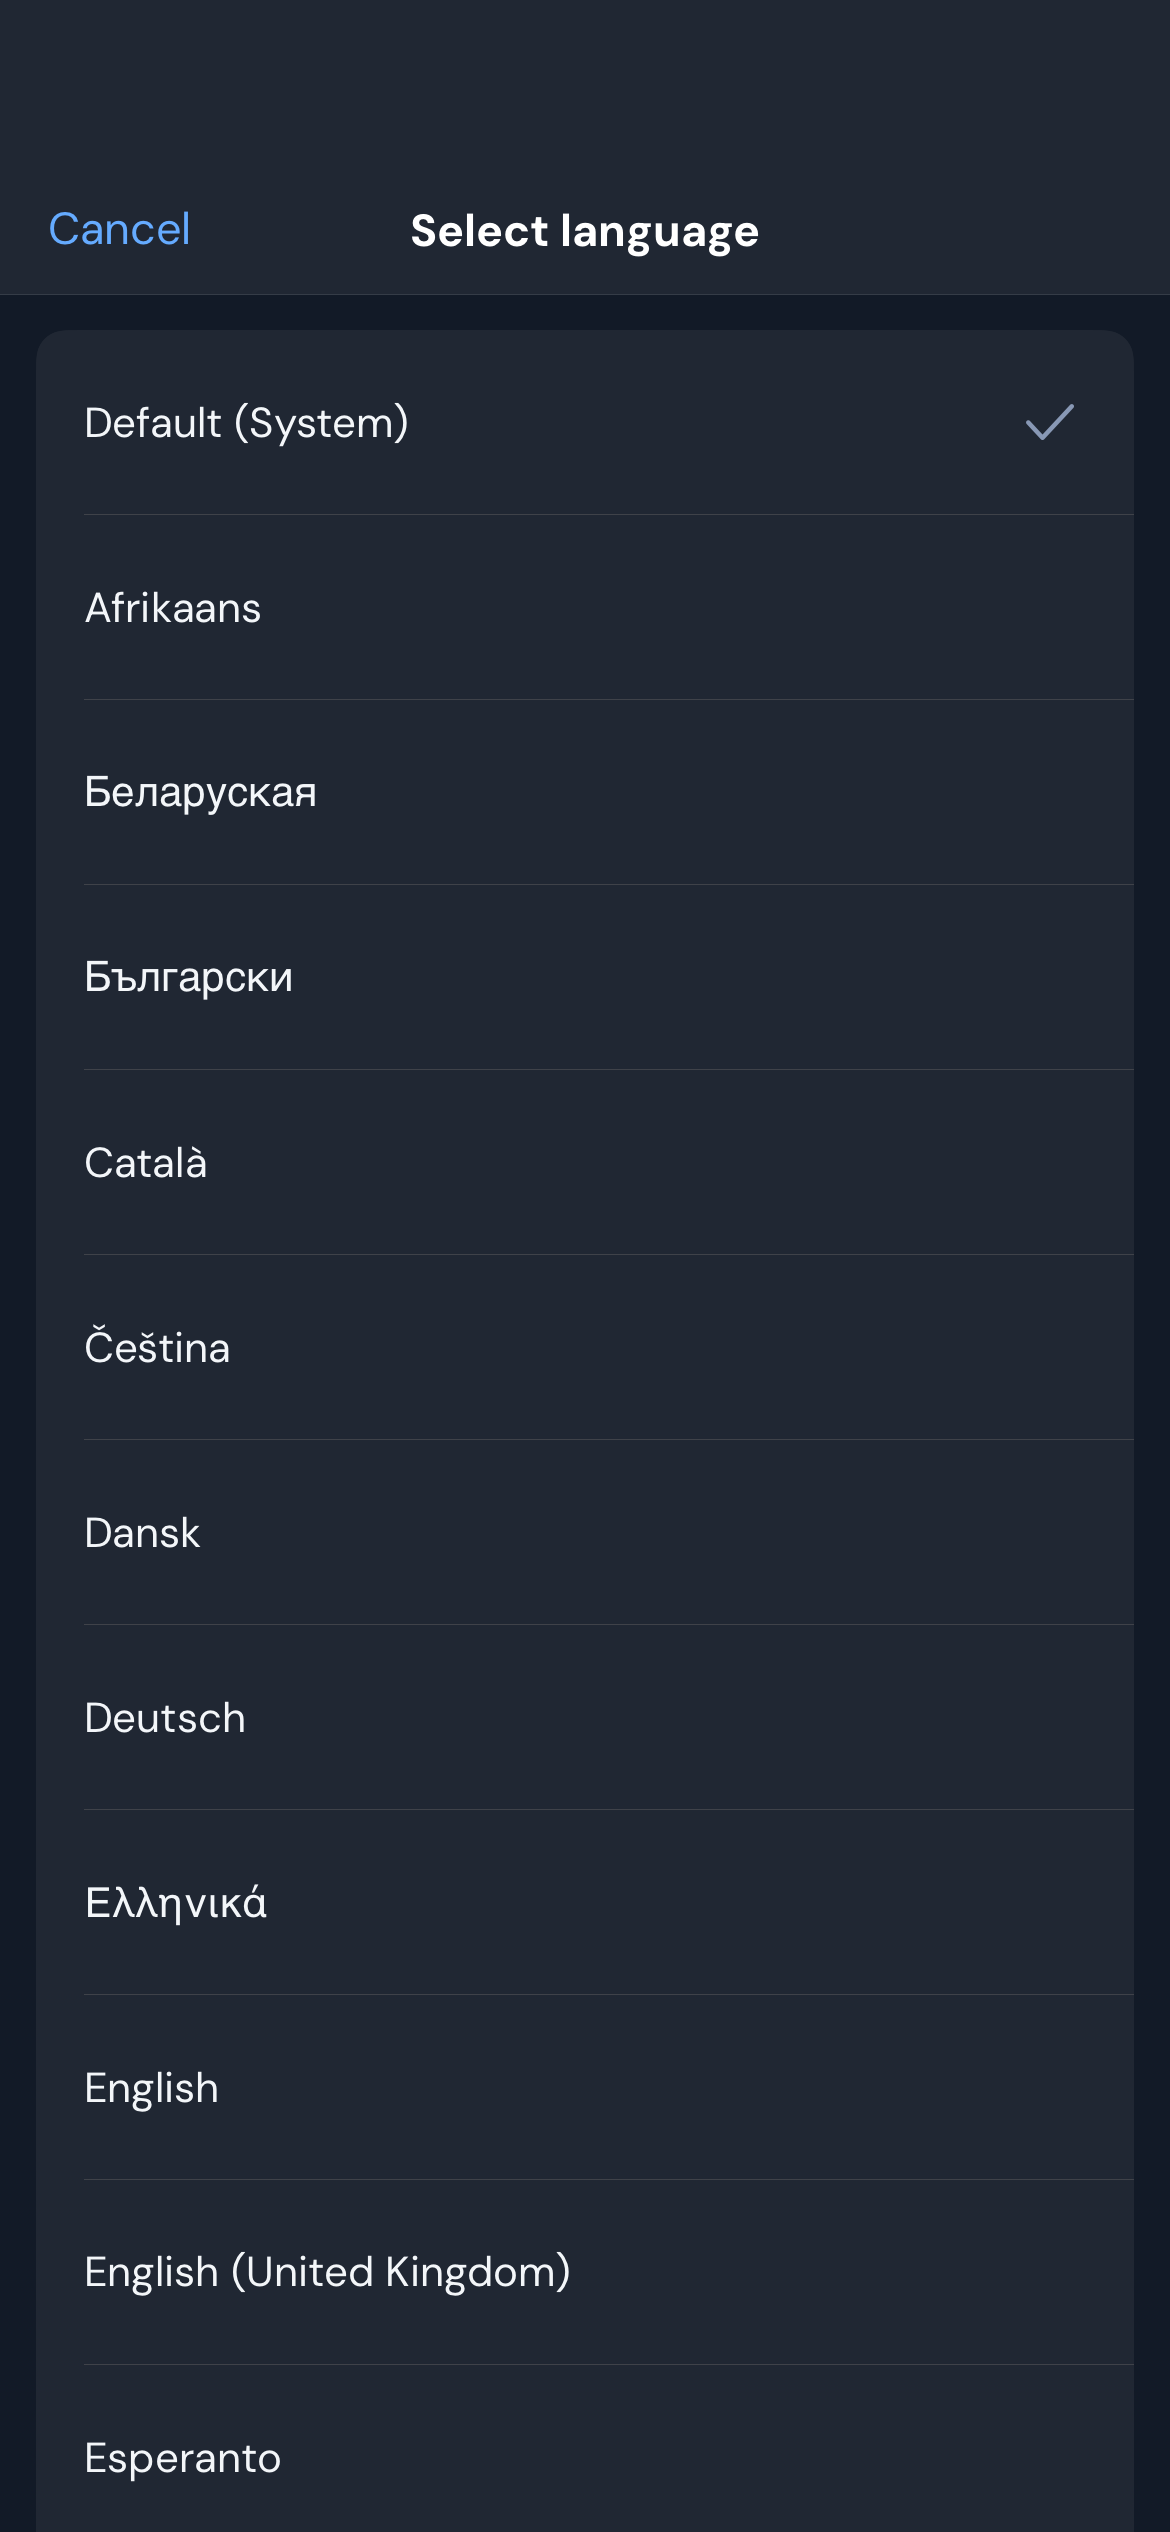 Cancel
Select language
Default (System)
Afrikaans
Беларуская
Български
Català
Čeština
Dansk
Deutsch
Ελληνικά
English
English (United Kingdom)
Esperanto